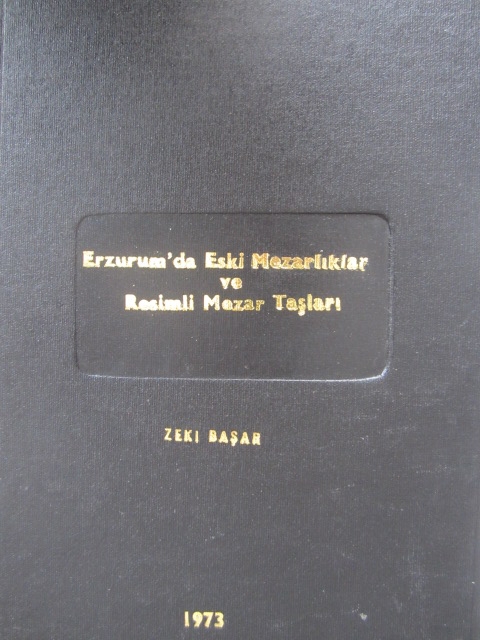 Erzurum'da Eski Mezarlıklar
ve
Resimli Mezar Taşları
ZEKI BAŞAR
1973